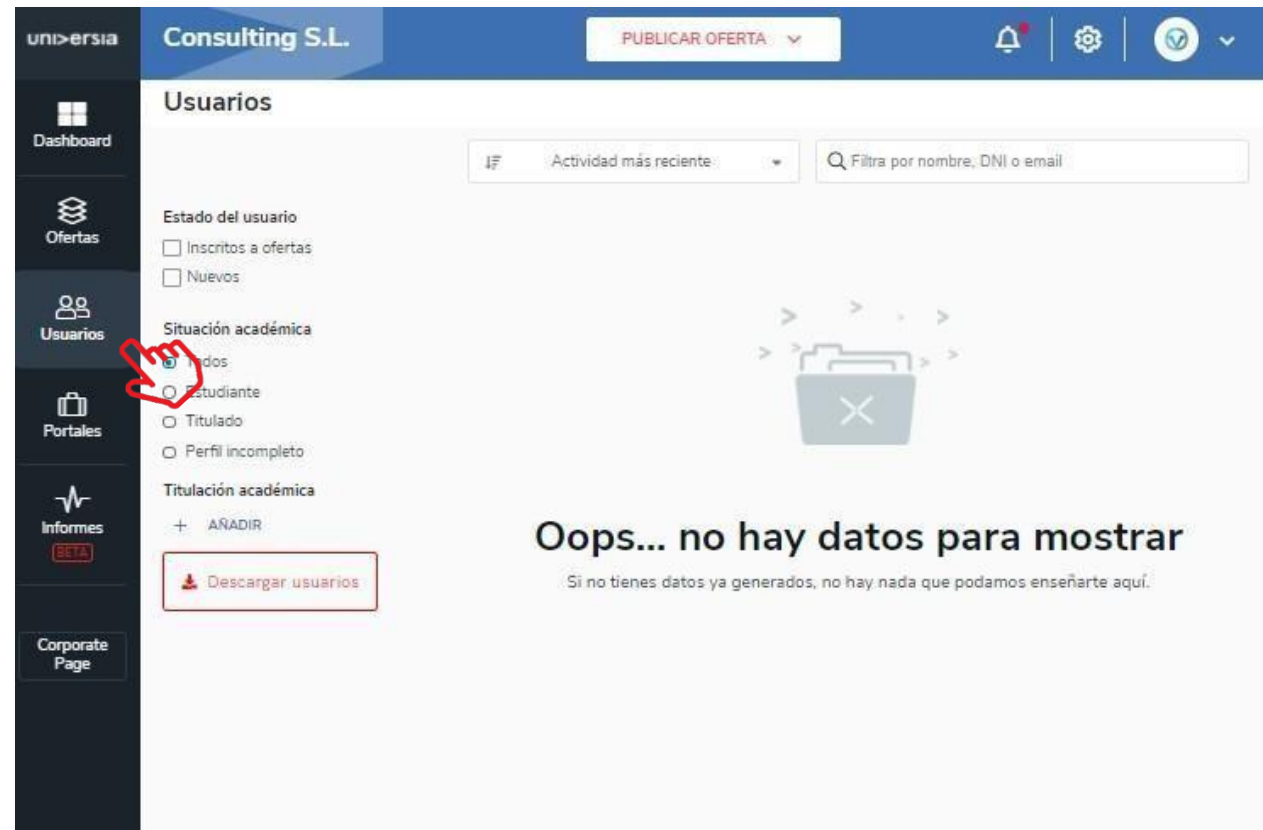 unı>ersıa
Consulting S.L.
PUBLICAR OFERTA
Usuarios
Dashboard
Ofertas
Usuarios
Portales
Informes
BETA
Corporate
Page
Actividad más reciente
Filtra por nombre, DNI o email
Estado del usuario
Inscritos a ofertas
Nuevos
Situación académica
Todos
Estudiante
Titulado
Perfil incompleto
Titulación académica
+ AÑADIR
Descargar usuarios
Oops... no hay datos para mostrar
Si no tienes datos ya generados, no hay nada que podamos enseñarte aquí.